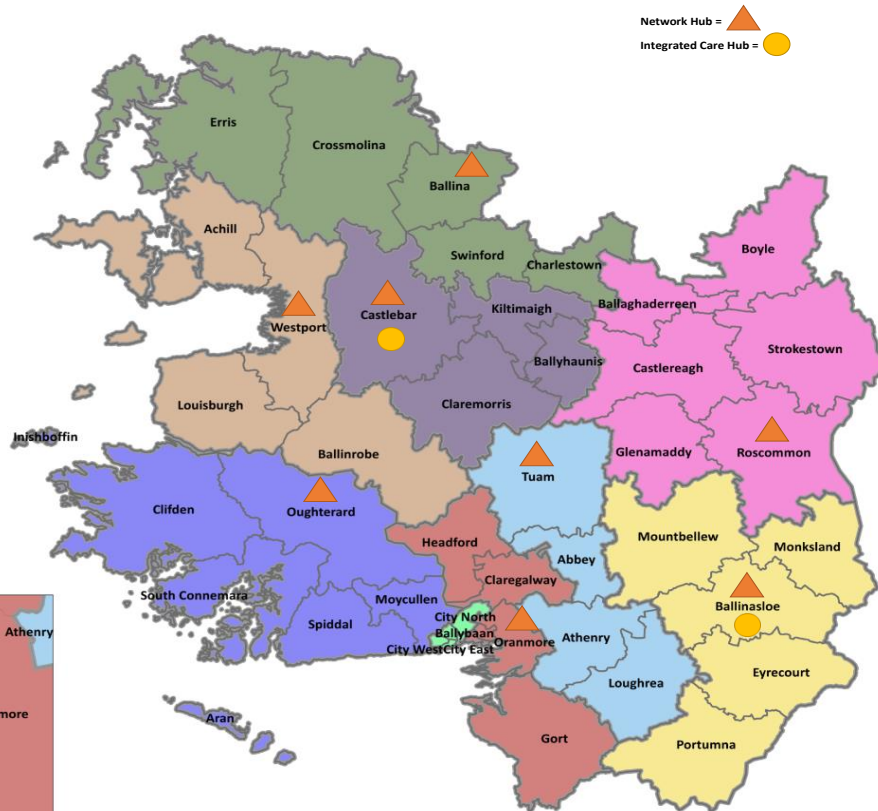 Network Hub =
Integrated Care Hub =
Erris
Crossmolina
Ballina
Achill
Swinford
Charlestown
Boyle
Ballaghaderreen
Kiltimaigh
Castlebar
Westport
Strokestown
Ballyhaunis
Castlereagh
Claremorris
Louisburgh
Inishboffin
Ballinrobe
Glenamaddy
Roscommon
Tuam
Clifden
Oughterard
Mountbellew
Headford
Monksland
Abbey
Claregalway
South Connemara
Moycullen
Ballinasloe
City North
Spiddal
Ballybaan
Oranmore
Athenry
Athenry
City West
City East
Eyrecourt
Loughrea
Aran
more
Gort
Portumna